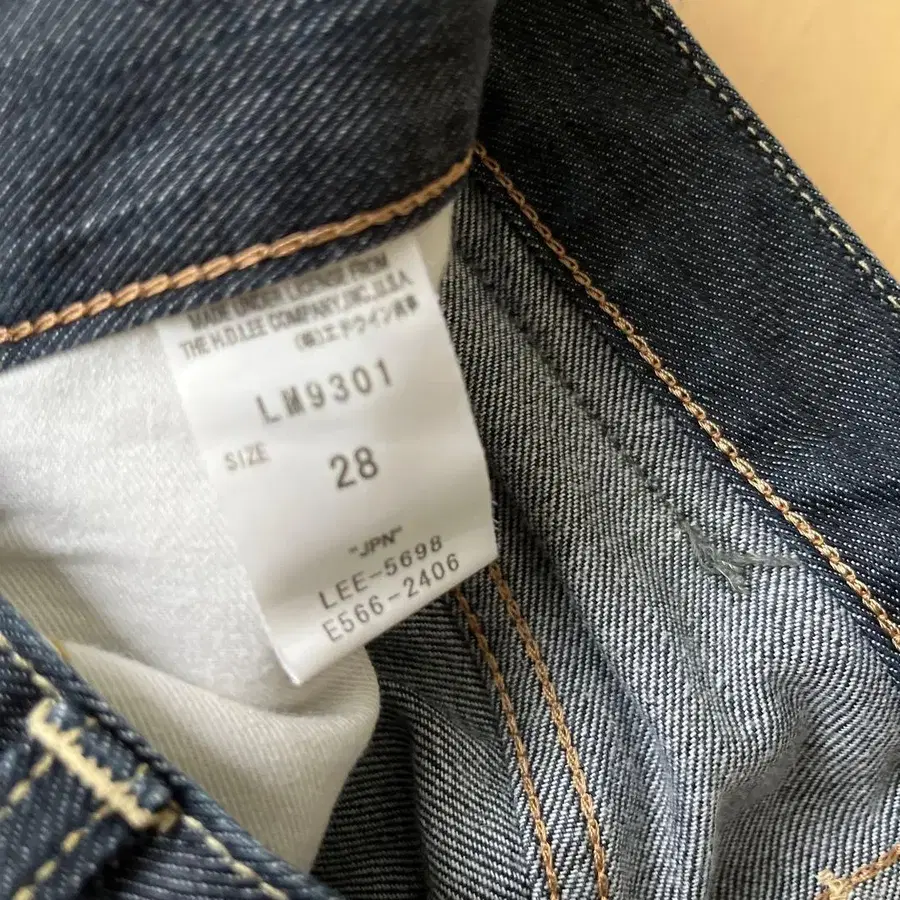 MADE UNDER LICENSE FROM
THE H.D.LEE COMPANY,INC.,U.S.A.
(株)エドウイン商事
LM9301
SIZE
28
"JPN"
LEE-5698
E566-2406